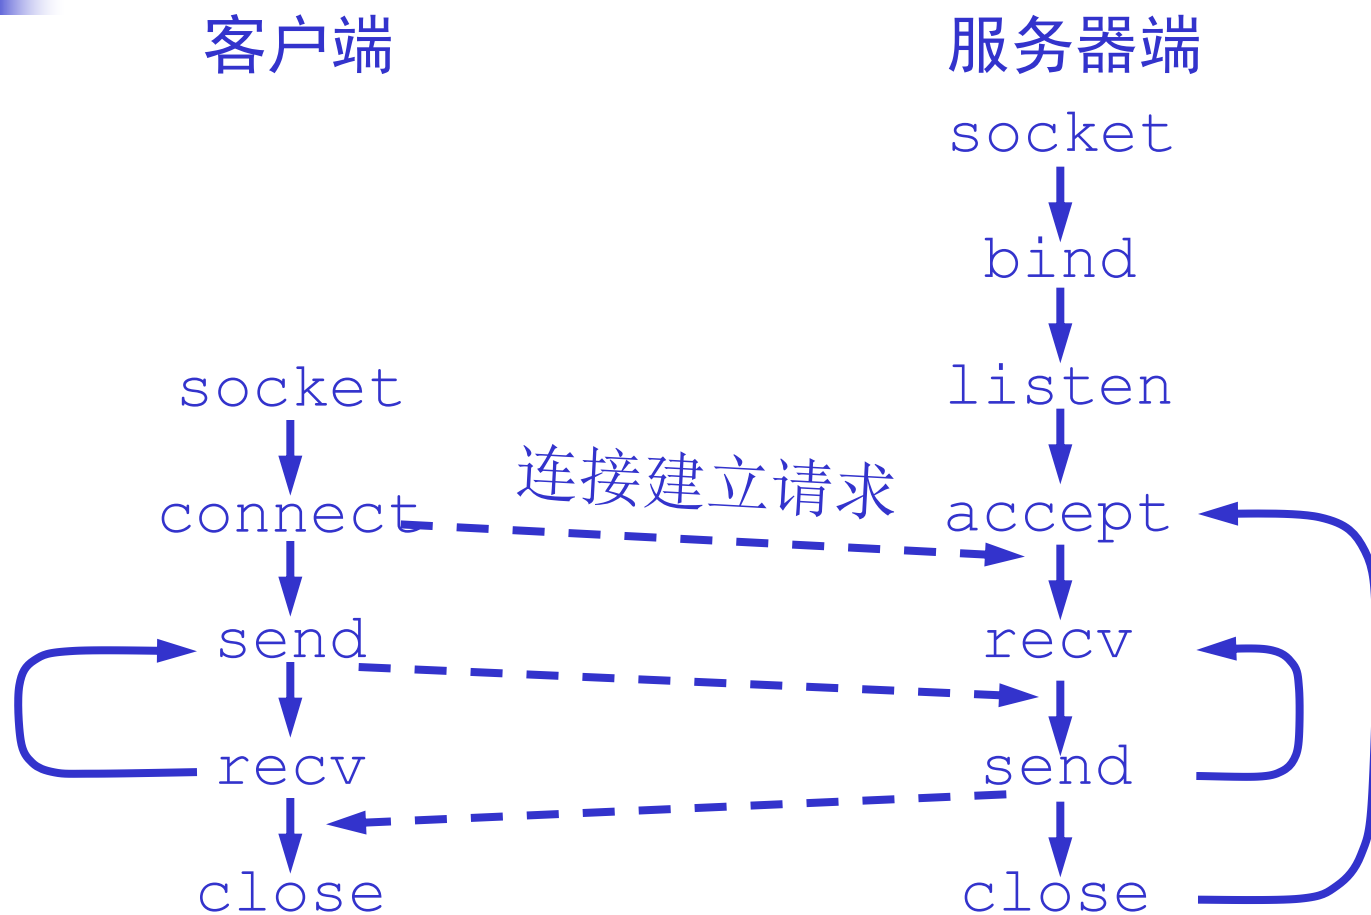 客户端
服务器端
socket
bind
listen
socket
连接建立请求
connect
accept
send
recv
recv
send
close
close